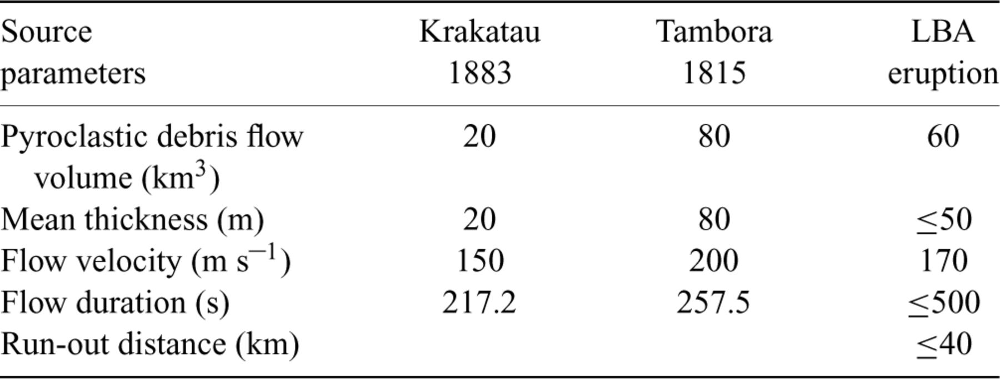 Source Krakatau Tambora LBA
parameters 1883 1815 eruption
Pyroclastic debris flow 20 80 60
volume (km³)
Mean thickness (m) 20 80 ≤50
Flow velocity (m s⁻¹) 150 200 170
Flow duration (s) 217.2 257.5 ≤500
Run-out distance (km) ≤40